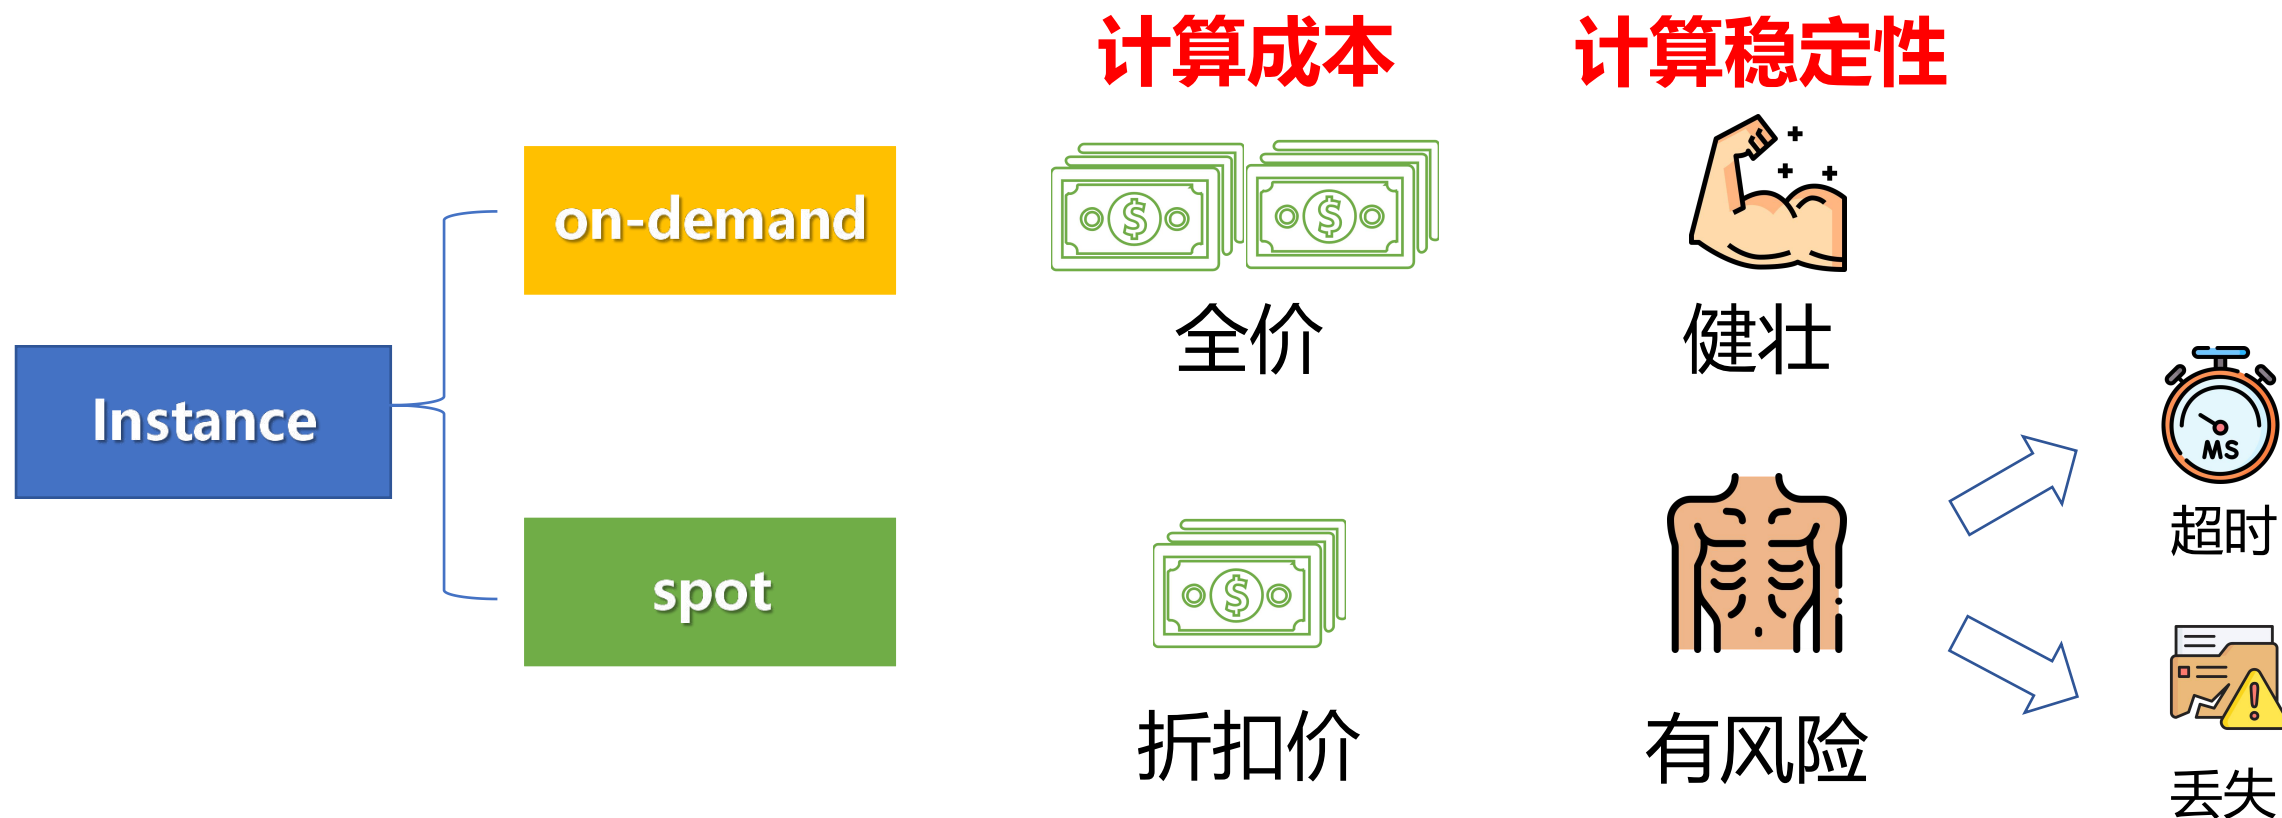 计算成本
计算稳定性
on-demand
全价
健壮
Instance
MS
超时
spot
折扣价
有风险
丢失